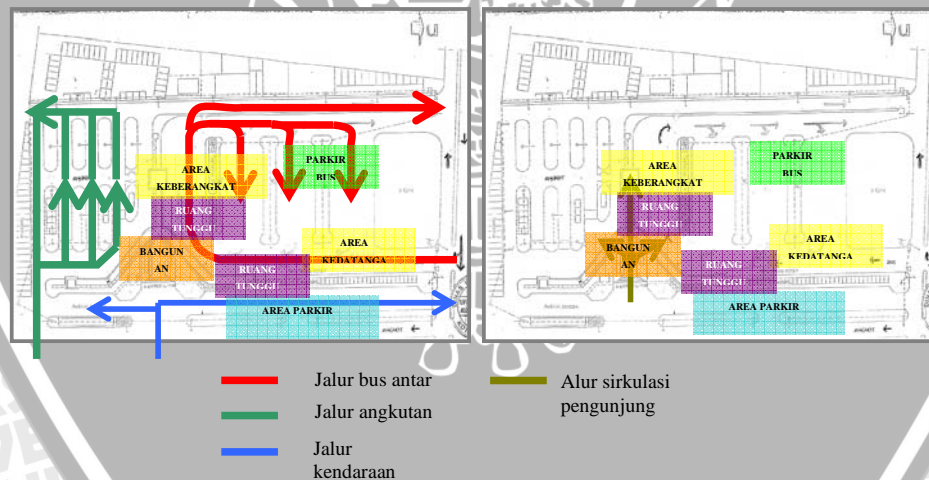 AREA
KEBERANGKAT
PARKIR
BUS
RUANG
TUNGGU
BANGUN
AN
AREA
KEDATANGA
RUANG
TUNGGU
AREA PARKIR
AREA
KEBERANGKAT
PARKIR
BUS
RUANG
TUNGGU
BANGUN
AN
AREA
KEDATANGA
RUANG
TUNGGU
AREA PARKIR
Jalur bus antar
Jalur angkutan
Jalur
kendaraan
Alur sirkulasi
pengunjung